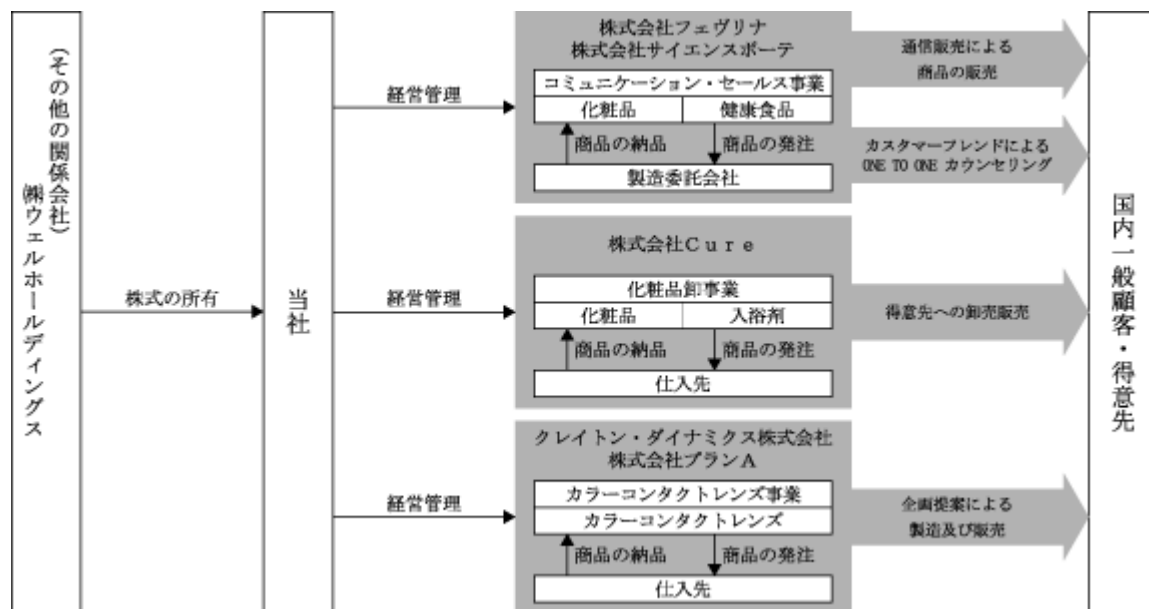 (その他の関係会社)
㈱ウェルホールディングス
株式の所有
当社
経営管理
株式会社フェヴリナ
株式会社サイエンスボーテ
コミュニケーション・セールス事業
化粧品
健康食品
商品の納品
商品の発注
製造委託会社
通信販売による
商品の販売
カスタマーフレンドによる
ONE TO ONE カウンセリング
経営管理
株式会社Cure
化粧品卸事業
化粧品
入浴剤
商品の納品
商品の発注
仕入先
得意先への卸売販売
経営管理
クレイトン・ダイナミクス株式会社
株式会社プランA
カラーコンタクトレンズ事業
カラーコンタクトレンズ
商品の納品
商品の発注
仕入先
企画提案による
製造及び販売
国内一般顧客・得意先